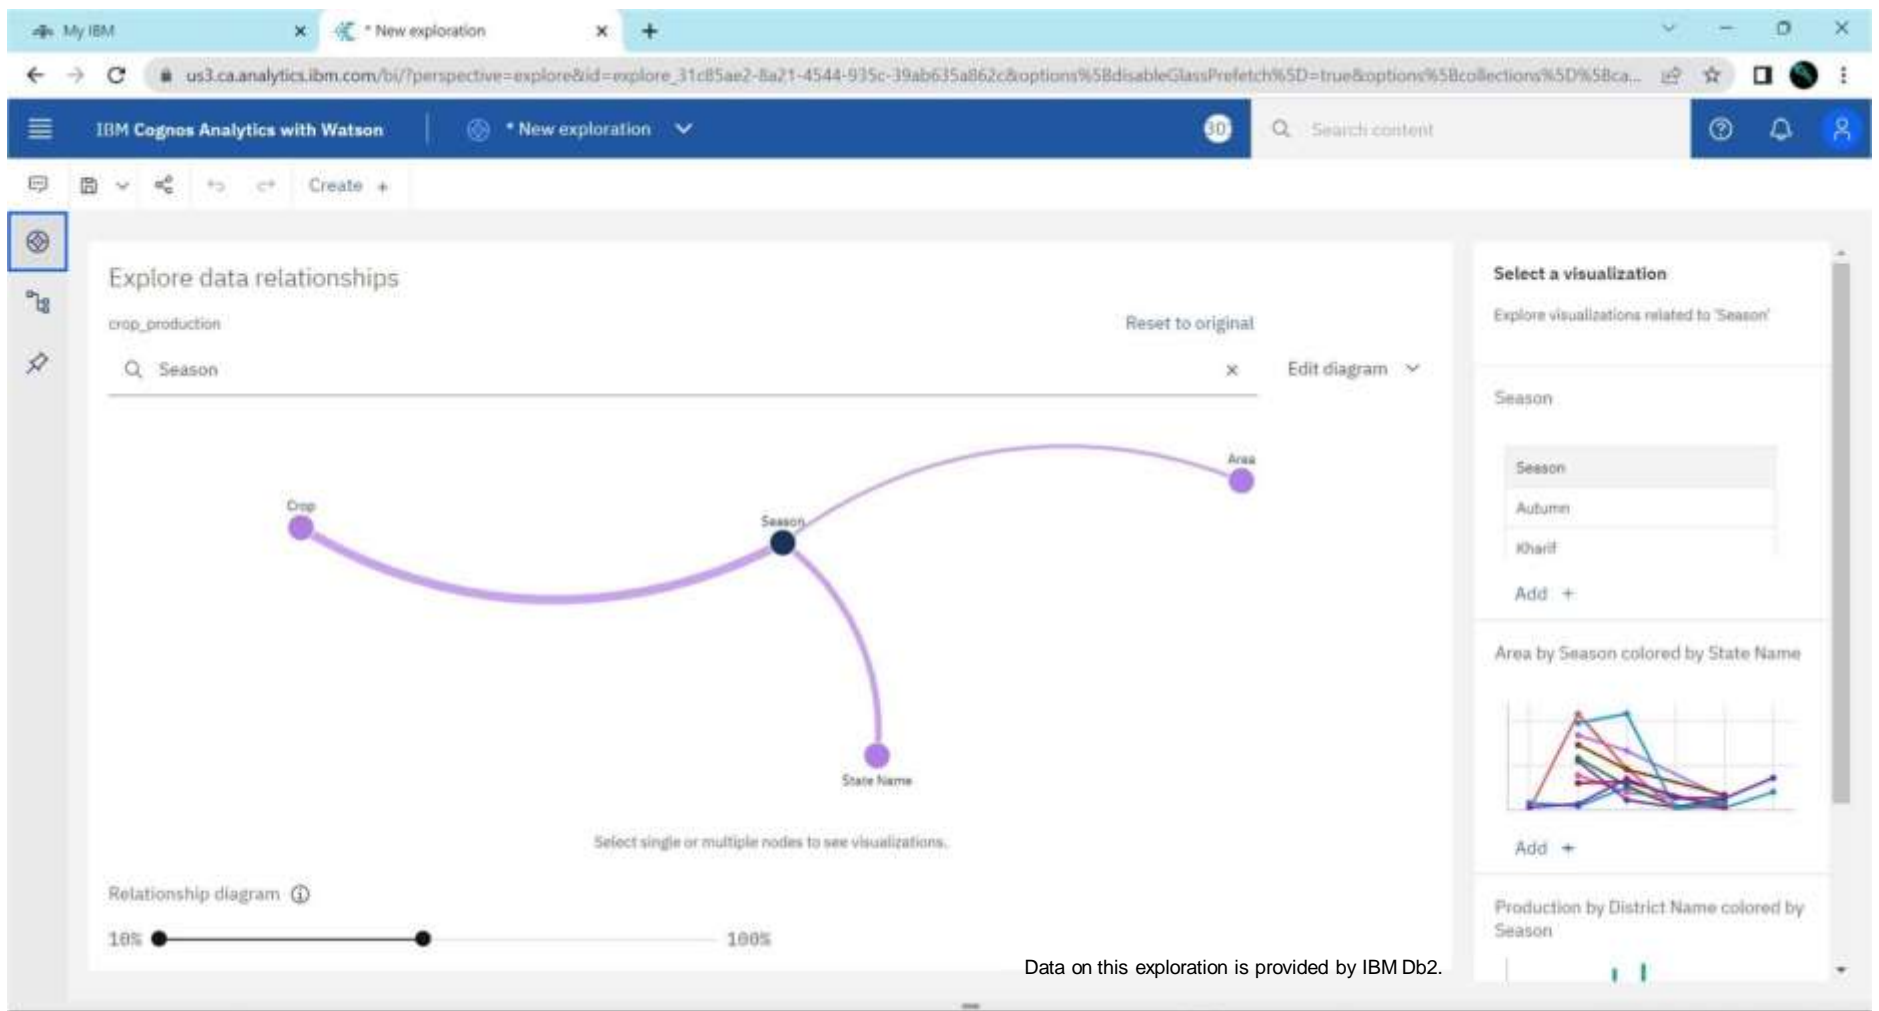 My IBM
* New exploration
us3.ca.analytics.ibm.com/bi/?perspective=explore&id=explore_31c85ae2-8a21-4544-935c-39ab635a862c&options%5BdisableGlassPrefetch%5D=true&options%5Bcollections%5D%5Bca...
IBM Cognos Analytics with Watson
* New exploration
30
Search content
Create +
Explore data relationships
crop_production
Reset to original
Season
Edit diagram
Crop
Season
Area
State Name
Select single or multiple nodes to see visualizations.
Relationship diagram
10%
100%
Data on this exploration is provided by IBM Db2.
Select a visualization
Explore visualizations related to 'Season'
Season
Season
Autumn
Kharif
Add +
Area by Season colored by State Name
Add +
Production by District Name colored by
Season